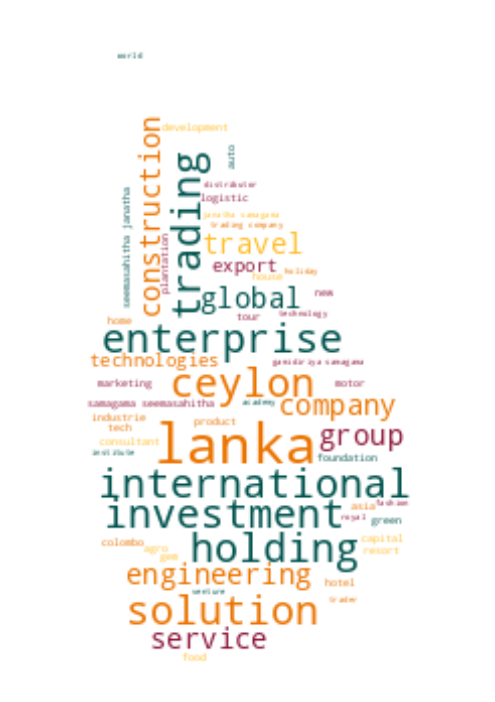 world
development
construction
trading
auto
distributor
seemasahitha janatha
logistic
janatha samagama
trading company
plantation
travel
export
holiday
house
global
new
tour
technology
home
enterprise
technologies
gamidiriya samagama
marketing
ceylon
motor
samagama seemasahitha
academy
company
industrie
product
tech
lanka
group
consultant
institute
foundation
international
investment
asia
fashion
royal
green
colombo
agro
gem
holding
capital
resort
engineering
hotel
venture
solution
trader
service
food